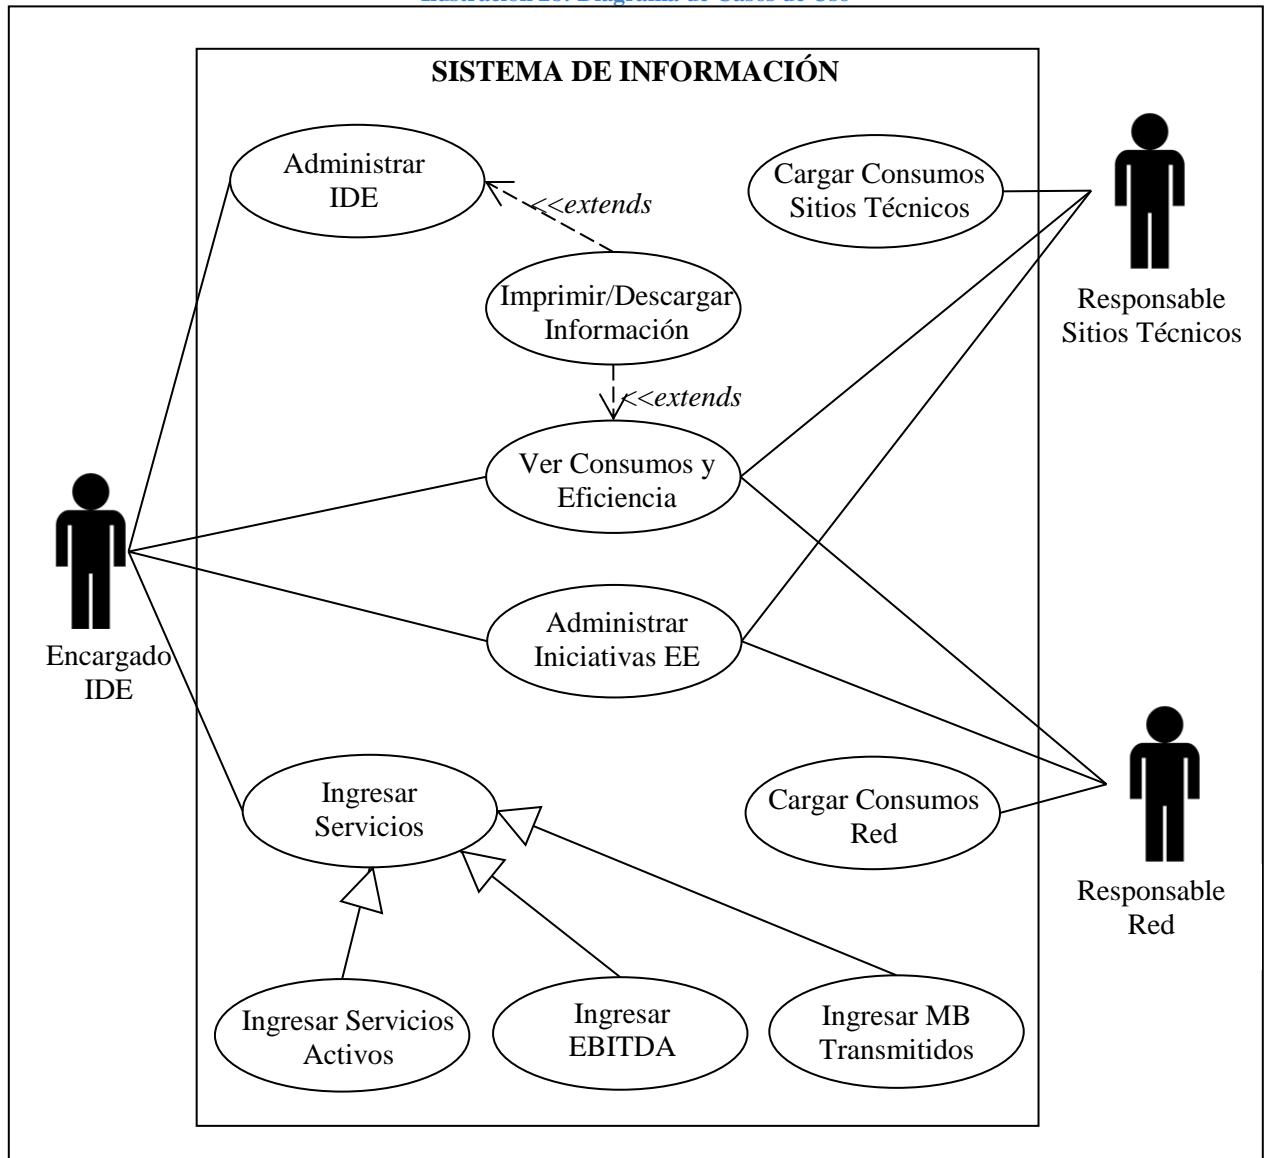 SISTEMA DE INFORMACIÓN
Administrar
IDE
<<extends
Cargar Consumos
Sitios Técnicos
Imprimir/Descargar
Información
Responsable
Sitios Técnicos
<<extends
Ver Consumos y
Eficiencia
Administrar
Iniciativas EE
Encargado
IDE
Ingresar
Servicios
Cargar Consumos
Red
Responsable
Red
Ingresar Servicios
Activos
Ingresar
EBITDA
Ingresar MB
Transmitidos